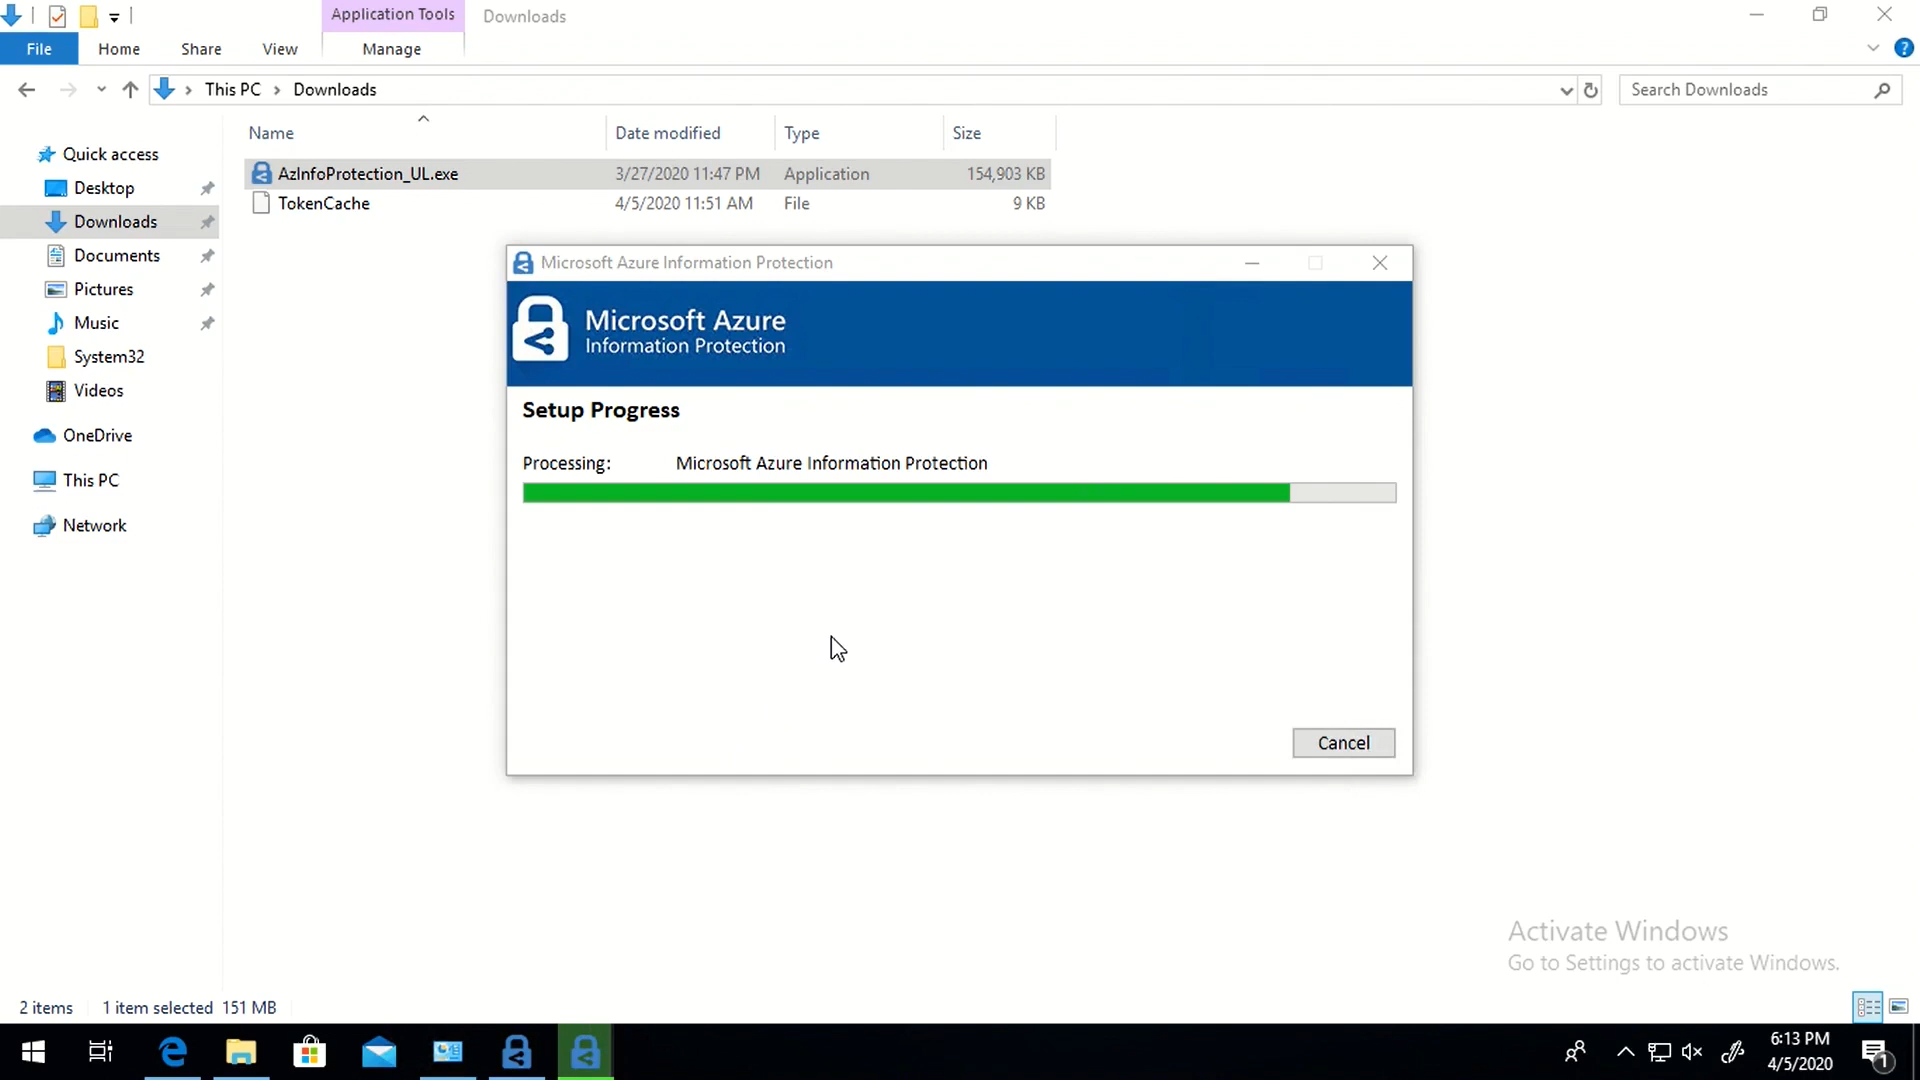 Application Tools
Downloads
File
Home
Share
View
Manage
?
This PC
Downloads
Search Downloads
Name
Date modified
Type
Size
Quick access
Desktop
Downloads
Documents
Pictures
Music
System32
Videos
OneDrive
This PC
Network
AzInfoProtection_UL.exe 3/27/2020 11:47 PM Application 154,903 KB
TokenCache 4/5/2020 11:51 AM File 9 KB
Microsoft Azure Information Protection
Microsoft Azure
Information Protection
Setup Progress
Processing: Microsoft Azure Information Protection
Cancel
Activate Windows
Go to Settings to activate Windows.
2 items 1 item selected 151 MB
6:13 PM
4/5/2020
1